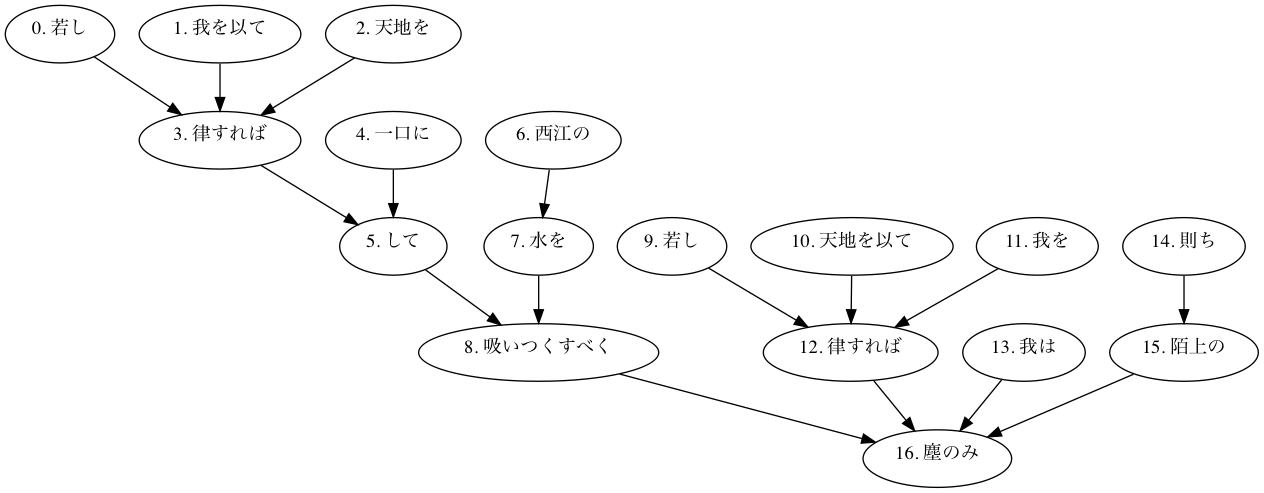 0. 若し
1. 我を以て
2. 天地を
3. 律すれば
4. 一口に
6. 西江の
5. して
7. 水を
9. 若し
10. 天地を以て
11. 我を
14. 則ち
8. 吸いつくすべく
12. 律すれば
13. 我は
15. 陌上の
16. 塵のみ